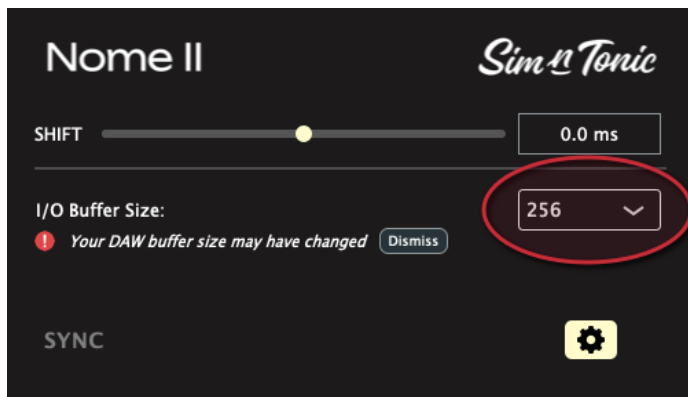 Nome II
Sim n Tonic
SHIFT 0.0 ms
I/O Buffer Size: 256
! Your DAW buffer size may have changed Dismiss
SYNC